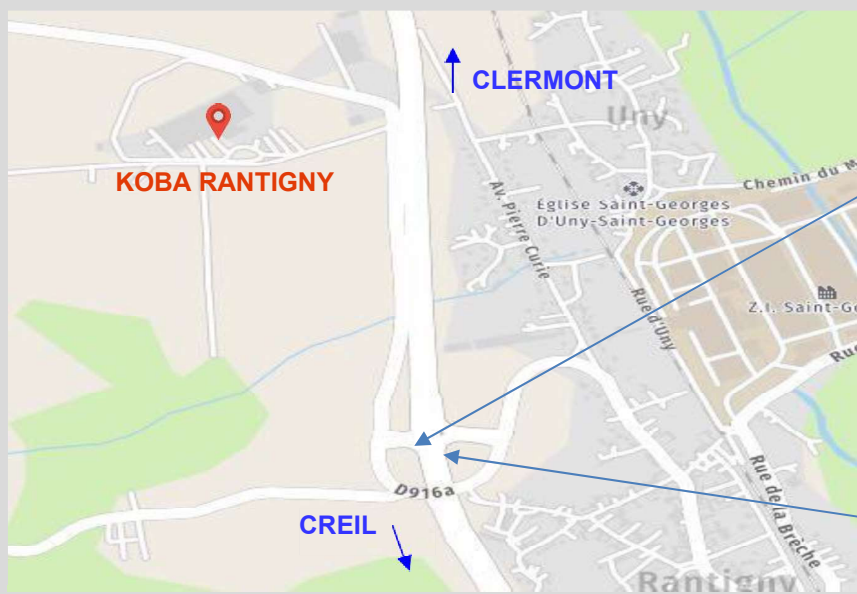 CLERMONT
Uny
KOBA RANTIGNY
Chemin du M
Av. Pierre Curie
Église Saint-Georges
D'Uny-Saint-Georges
Rue d'Uny
Z.I. Saint-Ge
Rue
D916a
Rue de la Brèche
CREIL
Rantigny